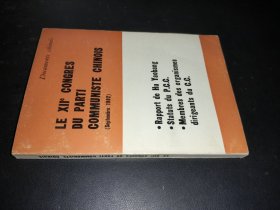 Documents choisis
LE XIIe CONGRES
DU PARTI
COMMUNISTE CHINOIS
(Septembre 1982)
• Rapport de Hu Yaobang
• Statuts du P.C.C.
• Membres des organismes
dirigeants du C.C.